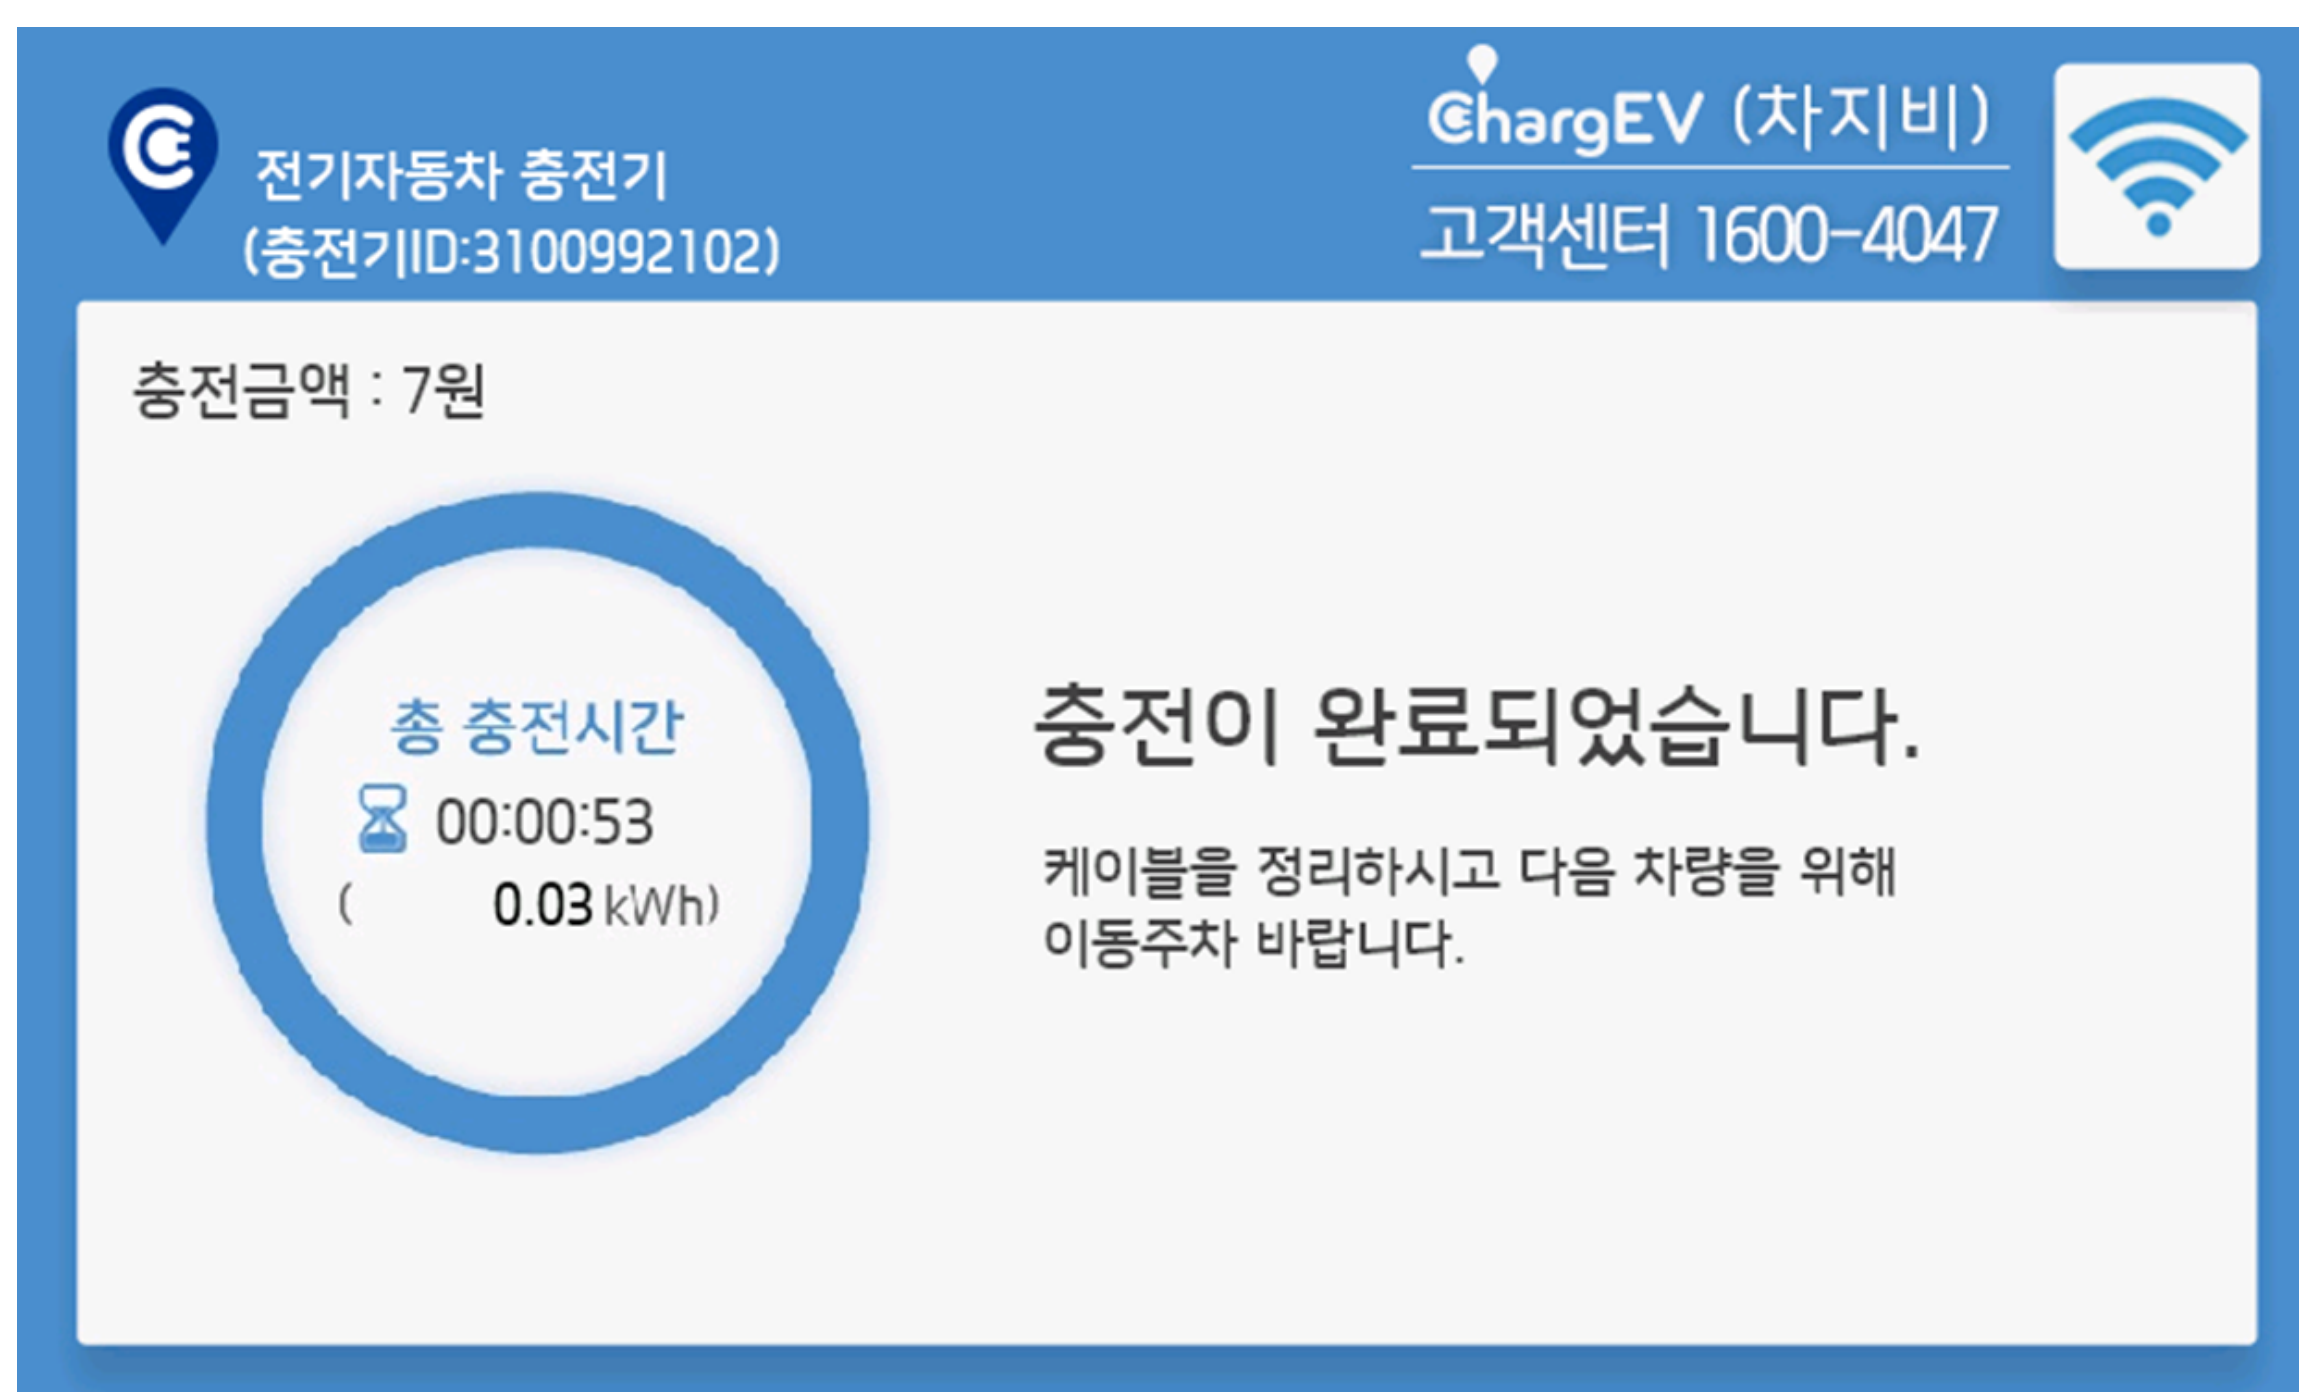 전기자동차 충전기
(충전기ID:3100992102)
ChargEV (차지비)
고객센터 1600-4047
충전금액 : 7원
총 충전시간
00:00:53
( 0.03 kWh)
충전이 완료되었습니다.
케이블을 정리하시고 다음 차량을 위해
이동주차 바랍니다.